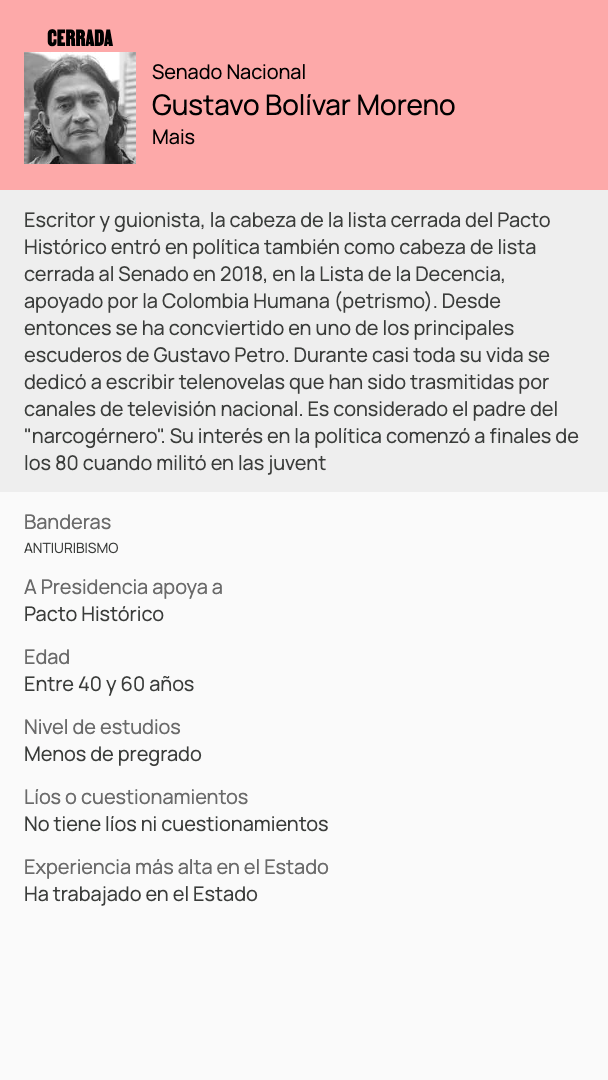 CERRADA
Senado Nacional
Gustavo Bolívar Moreno
Mais
Escritor y guionista, la cabeza de la lista cerrada del Pacto
Histórico entró en política también como cabeza de lista
cerrada al Senado en 2018, en la Lista de la Decencia,
apoyado por la Colombia Humana (petrismo). Desde
entonces se ha concviertido en uno de los principales
escuderos de Gustavo Petro. Durante casi toda su vida se
dedicó a escribir telenovelas que han sido trasmitidas por
canales de televisión nacional. Es considerado el padre del
"narcogérnero". Su interés en la política comenzó a finales de
los 80 cuando militó en las juvent
Banderas
ANTIURIBISMO
A Presidencia apoya a
Pacto Histórico
Edad
Entre 40 y 60 años
Nivel de estudios
Menos de pregrado
Líos o cuestionamientos
No tiene líos ni cuestionamientos
Experiencia más alta en el Estado
Ha trabajado en el Estado